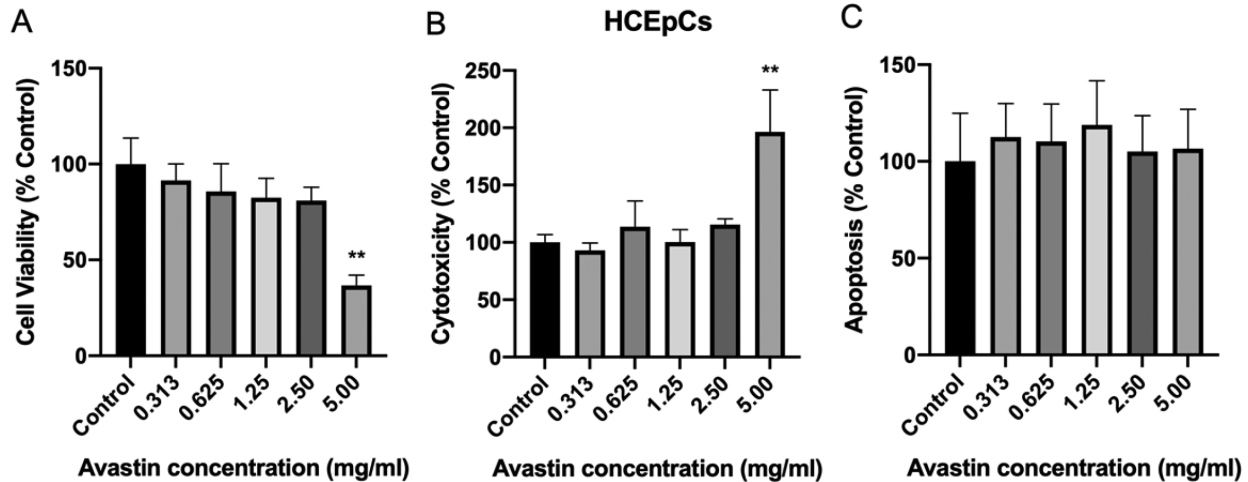 A
Cell Viability (% Control)
150
100
50
0
**
Control
0.313
0.625
1.25
2.50
5.00
Avastin concentration (mg/ml)
B
HCEpCs
Cytotoxicity (% Control)
250
200
150
100
50
0
**
Control
0.313
0.625
1.25
2.50
5.00
Avastin concentration (mg/ml)
C
Apoptosis (% Control)
150
100
50
0
Control
0.313
0.625
1.25
2.50
5.00
Avastin concentration (mg/ml)